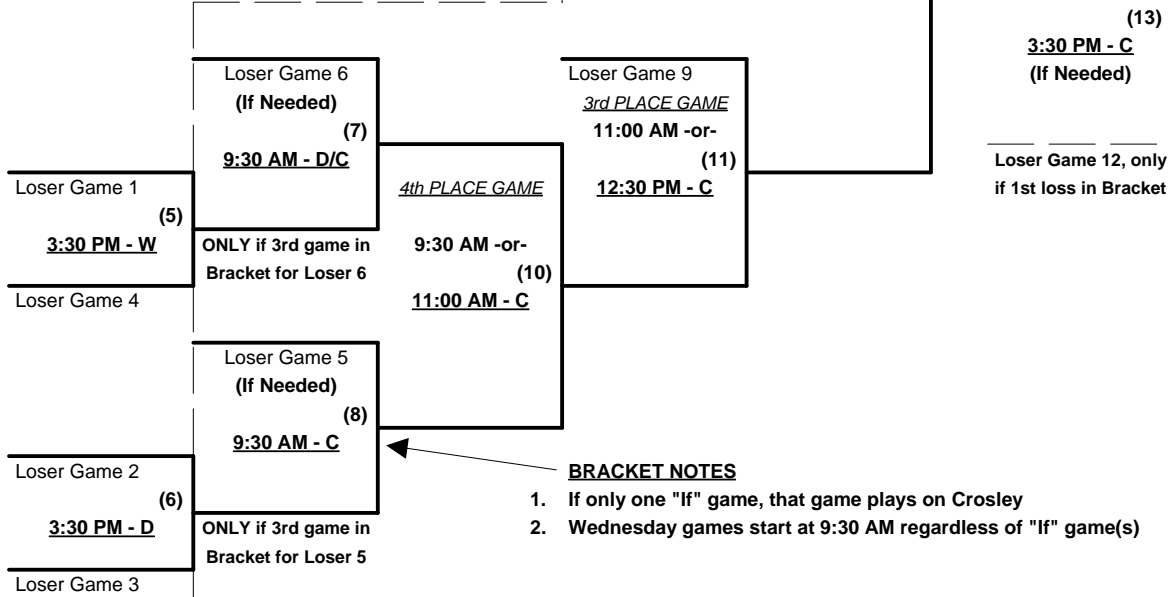 (13)
3:30 PM - C
(If Needed)
Loser Game 12, only
if 1st loss in Bracket
Loser Game 6
(If Needed)
(7)
9:30 AM - D/C
Loser Game 9
3rd PLACE GAME
11:00 AM -or-
(11)
12:30 PM - C
Loser Game 1
(5)
3:30 PM - W
Loser Game 4
ONLY if 3rd game in
Bracket for Loser 6
4th PLACE GAME
9:30 AM -or-
(10)
11:00 AM - C
Loser Game 5
(If Needed)
(8)
9:30 AM - C
Loser Game 2
(6)
3:30 PM - D
Loser Game 3
ONLY if 3rd game in
Bracket for Loser 5
BRACKET NOTES
1. If only one "If" game, that game plays on Crosley
2. Wednesday games start at 9:30 AM regardless of "If" game(s)